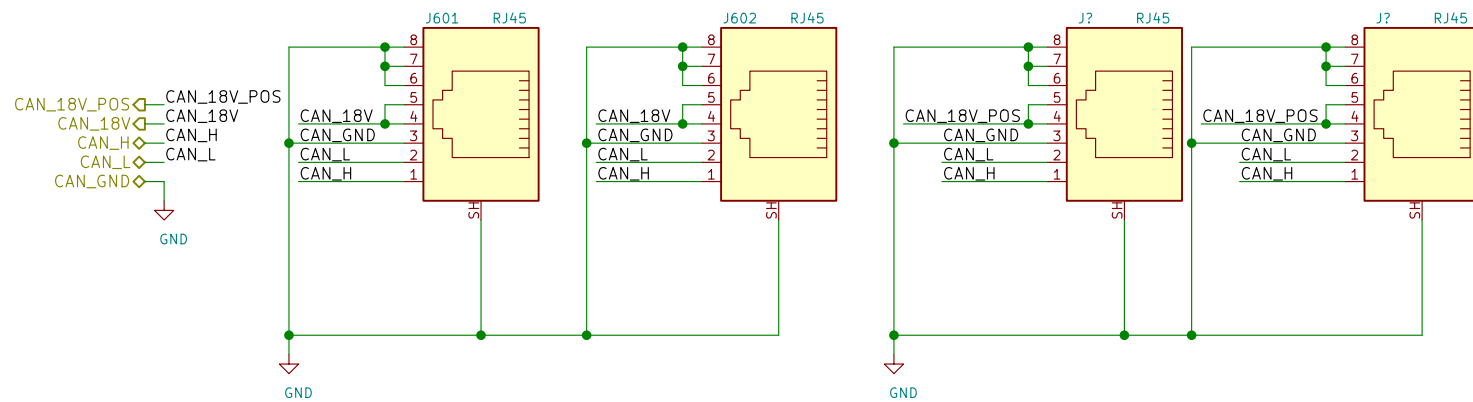 CAN_18V_POS
CAN_18V
CAN_H
CAN_L
CAN_GND
CAN_18V_POS
CAN_18V
CAN_H
CAN_L
GND
J601 RJ45
8
7
6
5
CAN_18V 4
CAN_GND 3
CAN_L 2
CAN_H 1
SH
GND
J602 RJ45
8
7
6
5
CAN_18V 4
CAN_GND 3
CAN_L 2
CAN_H 1
SH
J? RJ45
8
7
6
5
CAN_18V_POS 4
CAN_GND 3
CAN_L 2
CAN_H 1
SH
GND
J? RJ45
8
7
6
5
CAN_18V_POS 4
CAN_GND 3
CAN_L 2
CAN_H 1
SH